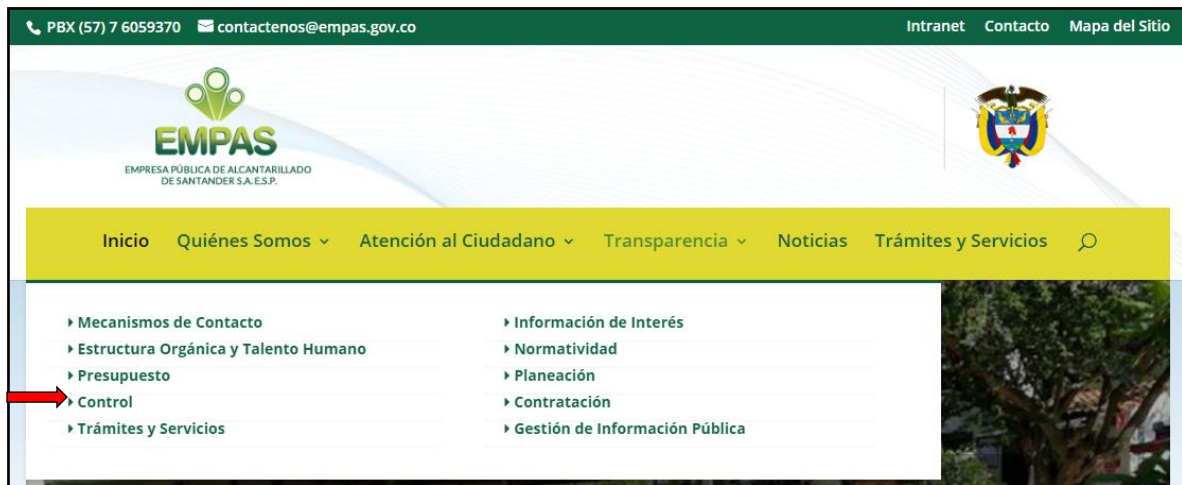 PBX (57) 7 6059370 contactenos@empas.gov.co Intranet Contacto Mapa del Sitio
EMPAS
EMPRESA PÚBLICA DE ALCANTARILLADO
DE SANTANDER S.A. E.S.P.
Inicio Quiénes Somos Atención al Ciudadano Transparencia Noticias Trámites y Servicios
Mecanismos de Contacto
Estructura Orgánica y Talento Humano
Presupuesto
Control
Trámites y Servicios
Información de Interés
Normatividad
Planeación
Contratación
Gestión de Información Pública